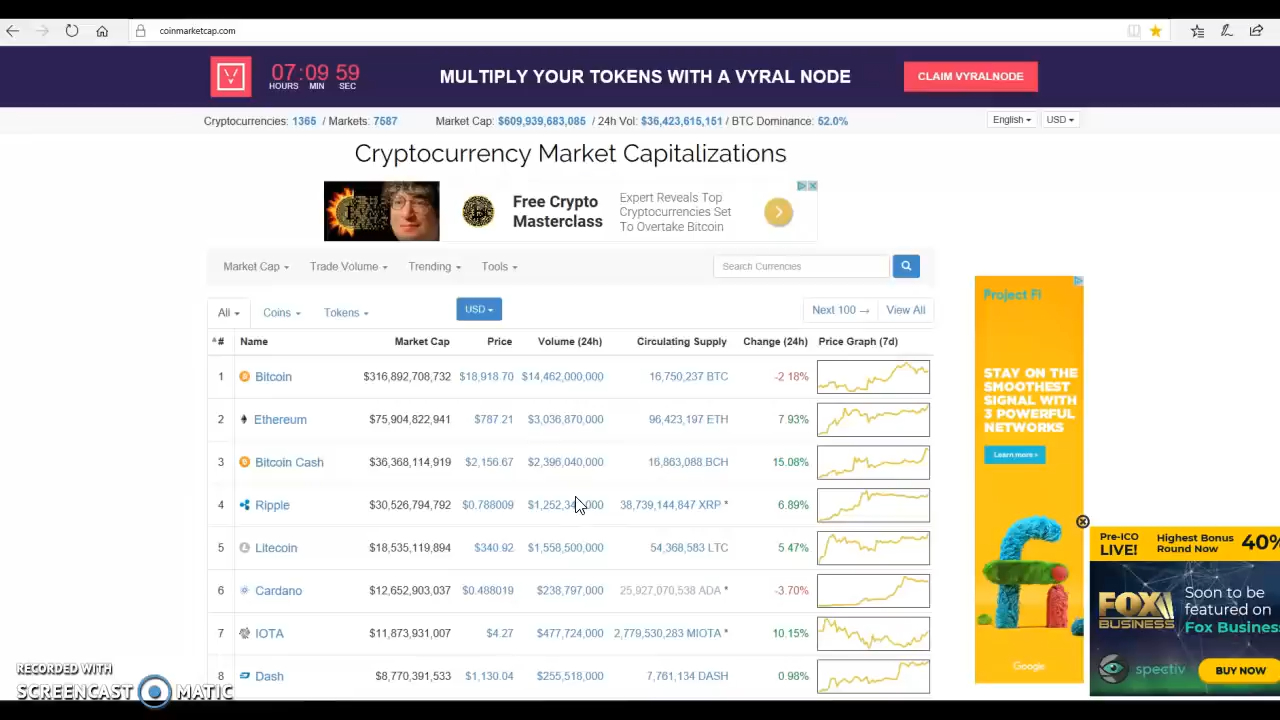 coinmarketcap.com
07:09 59
HOURS MIN SEC
MULTIPLY YOUR TOKENS WITH A VYRAL NODE
CLAIM VYRALNODE
Cryptocurrencies: 1365 / Markets: 7587 Market Cap: $609,939,683,085 / 24h Vol: $36,423,615,151 / BTC Dominance: 52.0% English USD
Cryptocurrency Market Capitalizations
Free Crypto Masterclass
Expert Reveals Top
Cryptocurrencies Set
To Overtake Bitcoin
Market Cap Trade Volume Trending Tools Search Currencies
All Coins Tokens USD Next 100 → View All
# Name Market Cap Price Volume (24h) Circulating Supply Change (24h) Price Graph (7d)
1 Bitcoin $316,892,708,732 $18,918.70 $14,462,000,000 16,750,237 BTC -2.18%
2 Ethereum $75,904,822,941 $787.21 $3,036,870,000 96,423,197 ETH 7.93%
3 Bitcoin Cash $36,368,114,919 $2,156.67 $2,396,040,000 16,863,088 BCH 15.08%
4 Ripple $30,526,794,792 $0.788009 38,739,144,847 XRP * 6.89%
5 Litecoin $18,535,119,894 $340.92 $1,558,500,000 54,368,583 LTC 5.47%
6 Cardano $12,652,903,037 $0.488019 $238,797,000 25,927,070,538 ADA * -3.70%
7 IOTA $11,873,931,007 $4.27 $477,724,000 2,779,530,283 MIOTA * 10.15%
8 Dash $8,770,391,533 $1,130.04 $255,518,000 7,761,134 DASH 0.98%
Project Fi
STAY ON THE
SMOOTHEST
SIGNAL WITH
3 POWERFUL
NETWORKS
Learn more >
Google
Pre-ICO
LIVE!
Highest Bonus
Round Now
40%
FOX
BUSINESS
Soon to be
featured on
Fox Business
spectiv
BUY NOW
RECORDED WITH
SCREENCAST MATIC